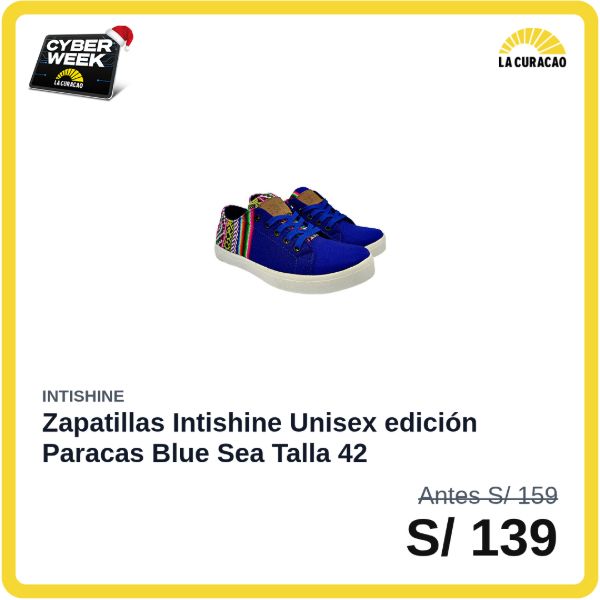 CYBER
WEEK
LA CURACAO
LA CURACAO
INTISHINE
Zapatillas Intishine Unisex edición
Paracas Blue Sea Talla 42
Antes S/ 159
S/ 139